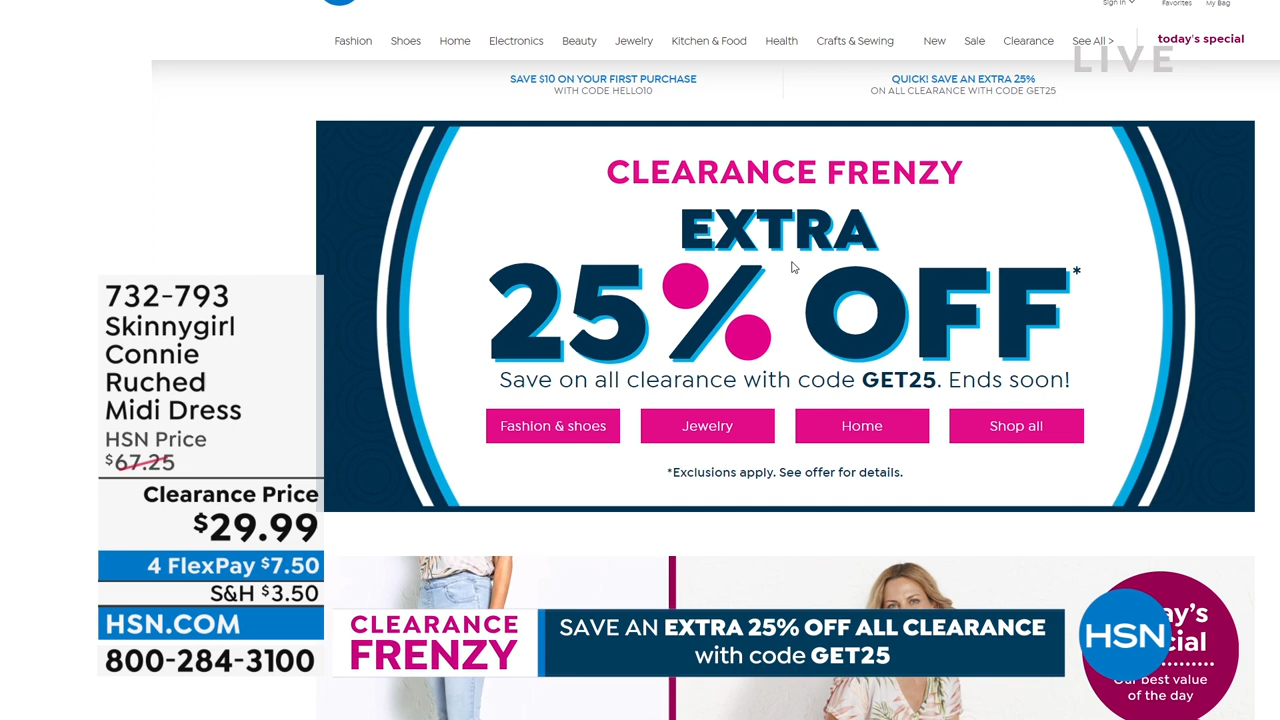 Sign In
Favorites
My Bag
Fashion Shoes Home Electronics Beauty Jewelry Kitchen & Food Health Crafts & Sewing New Sale Clearance See All > today's special
LIVE
SAVE $10 ON YOUR FIRST PURCHASE
WITH CODE HELLO10
QUICK! SAVE AN EXTRA 25%
ON ALL CLEARANCE WITH CODE GET25
CLEARANCE FRENZY
EXTRA
25% OFF*
Save on all clearance with code GET25. Ends soon!
Fashion & shoes Jewelry Home Shop all
*Exclusions apply. See offer for details.
732-793
Skinnygirl
Connie
Ruched
Midi Dress
HSN Price
$67.25
Clearance Price
$29.99
4 FlexPay $7.50
S&H $3.50
HSN.COM
800-284-3100
CLEARANCE
FRENZY
SAVE AN EXTRA 25% OFF ALL CLEARANCE
with code GET25
HSN
best value
of the day